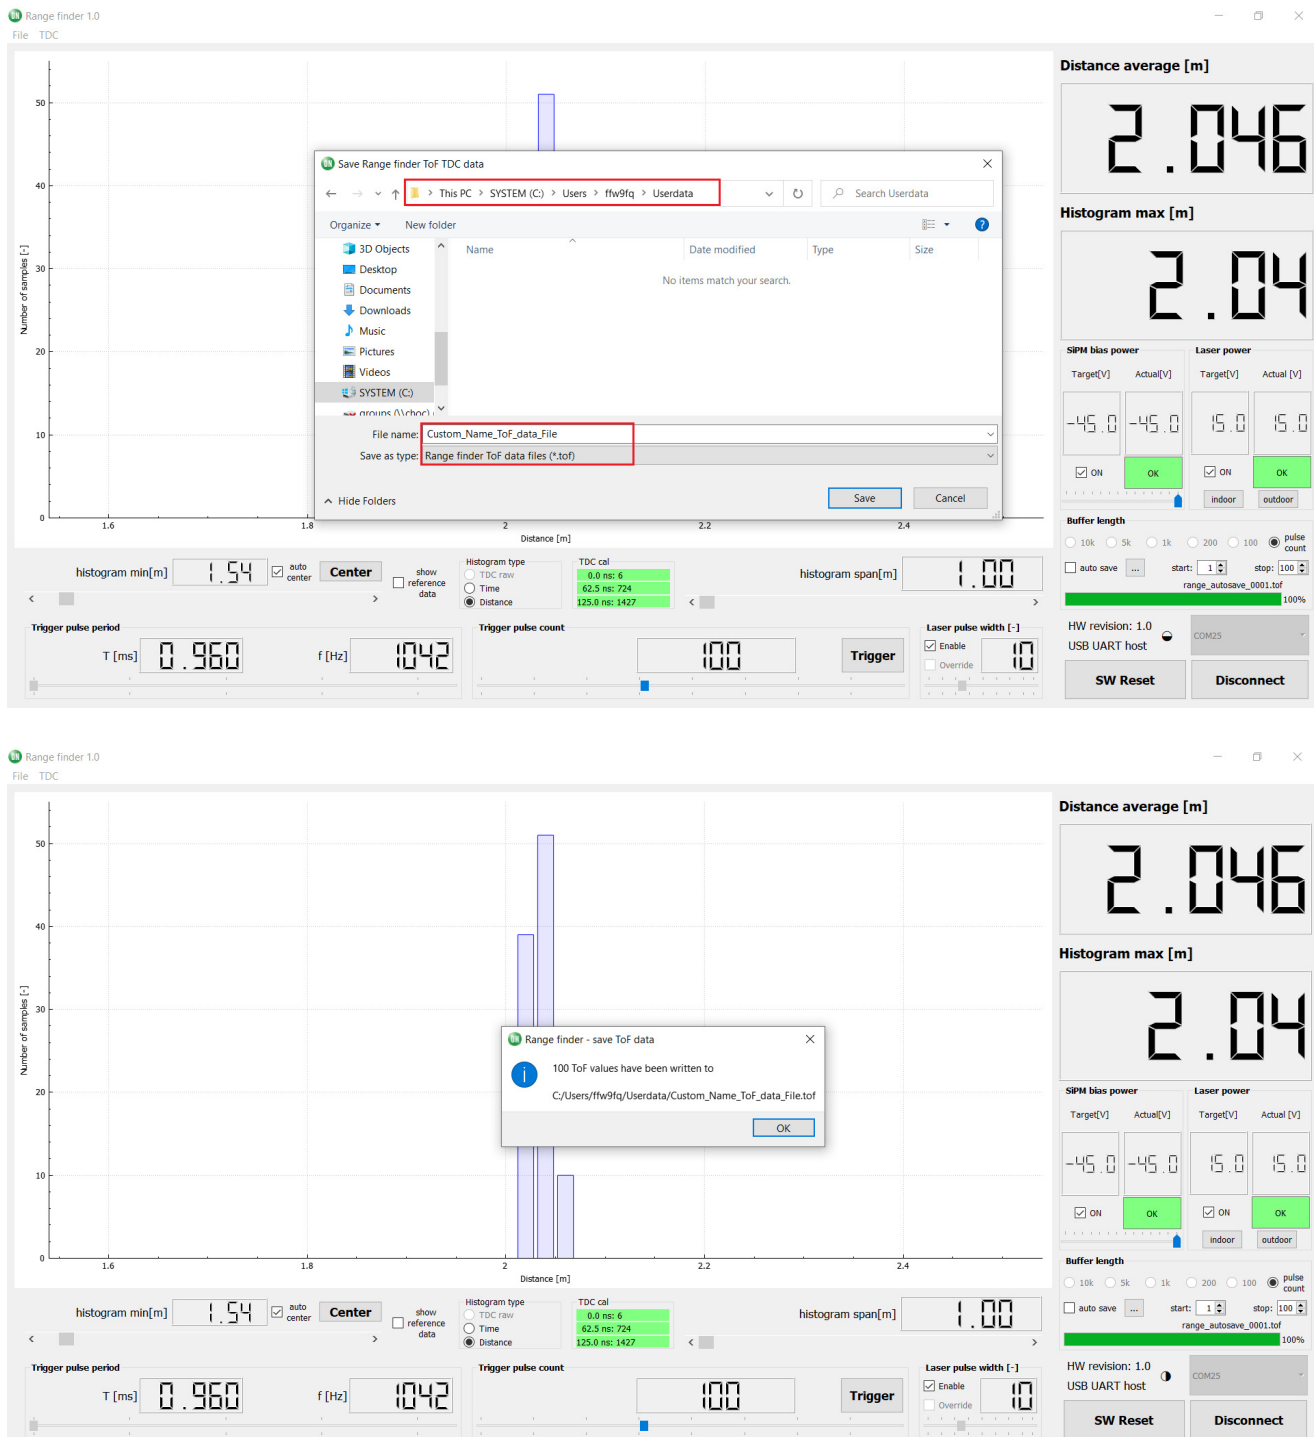 Range finder 1.0
File TDC
50
40
30
20
10
0
Number of samples [-]
1.6
1.8
2
2.2
2.4
Distance [m]
Save Range finder ToF TDC data
This PC > SYSTEM (C:) > Users > ffw9fq > Userdata
Search Userdata
Organize
New folder
Name
Date modified
Type
Size
3D Objects
Desktop
Documents
Downloads
Music
Pictures
Videos
SYSTEM (C:)
groups (\\choc)
No items match your search.
File name: Custom_Name_ToF_data_File
Save as type: Range finder ToF data files (*.tof)
Hide Folders
Save
Cancel
Distance average [m]
2.046
Histogram max [m]
2.04
SiPM bias power
Laser power
Target[V] Actual[V] Target[V] Actual [V]
-45.0 -45.0 15.0 15.0
ON OK ON OK
indoor outdoor
Buffer length
10k 5k 1k 200 100 pulse count
auto save ... start: 1 stop: 100
range_autosave_0001.tof
100%
histogram min[m] 1.54 auto center Center
show reference data
Histogram type
TDC raw
Time
Distance
TDC cal
0.0 ns: 6
62.5 ns: 724
125.0 ns: 1427
histogram span[m] 1.00
Trigger pulse period
T [ms] 0.960 f [Hz] 1042
Trigger pulse count
100 Trigger
Laser pulse width [-]
Enable
Override
10
HW revision: 1.0
USB UART host
COM25
SW Reset Disconnect
Range finder 1.0
File TDC
50
40
30
20
10
0
Number of samples [-]
1.6
1.8
2
2.2
2.4
Distance [m]
Range finder - save ToF data
100 ToF values have been written to
C:/Users/ffw9fq/Userdata/Custom_Name_ToF_data_File.tof
OK
Distance average [m]
2.046
Histogram max [m]
2.04
SiPM bias power
Laser power
Target[V] Actual[V] Target[V] Actual [V]
-45.0 -45.0 15.0 15.0
ON OK ON OK
indoor outdoor
Buffer length
10k 5k 1k 200 100 pulse count
auto save ... start: 1 stop: 100
range_autosave_0001.tof
100%
histogram min[m] 1.54 auto center Center
show reference data
Histogram type
TDC raw
Time
Distance
TDC cal
0.0 ns: 6
62.5 ns: 724
125.0 ns: 1427
histogram span[m] 1.00
Trigger pulse period
T [ms] 0.960 f [Hz] 1042
Trigger pulse count
100 Trigger
Laser pulse width [-]
Enable
Override
10
HW revision: 1.0
USB UART host
COM25
SW Reset Disconnect